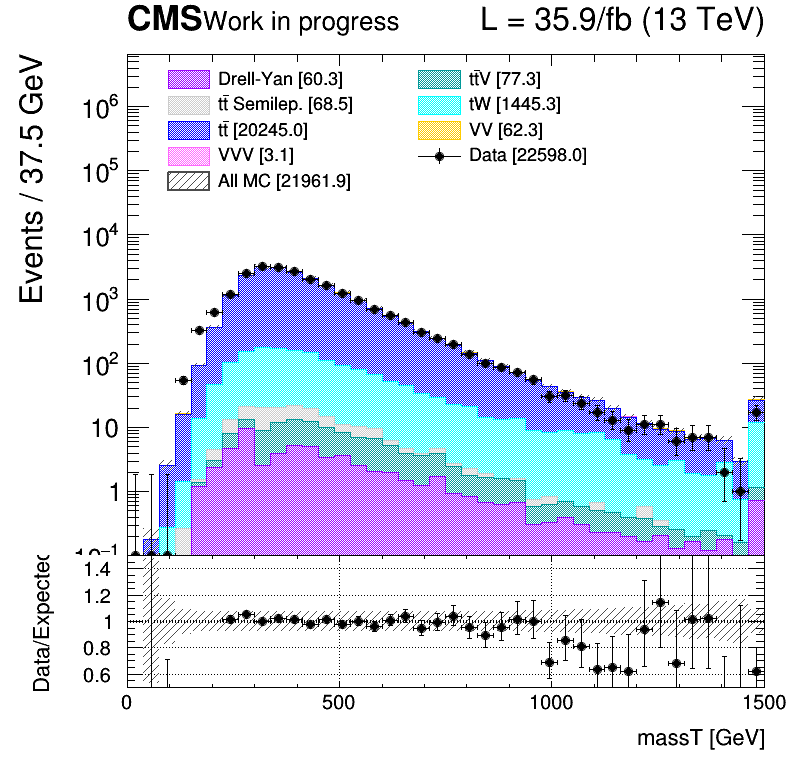 CMS Work in progress L = 35.9/fb (13 TeV)
Events / 37.5 GeV
Drell-Yan [60.3]
tt̄V [77.3]
tt̄ Semilep. [68.5]
tW [1445.3]
tt̄ [20245.0]
VV [62.3]
VVV [3.1]
Data [22598.0]
All MC [21961.9]
10⁶
10⁵
10⁴
10³
10²
10
1
10⁻¹
Data/Expected
1.4
1.2
1
0.8
0.6
0 500 1000 1500
massT [GeV]